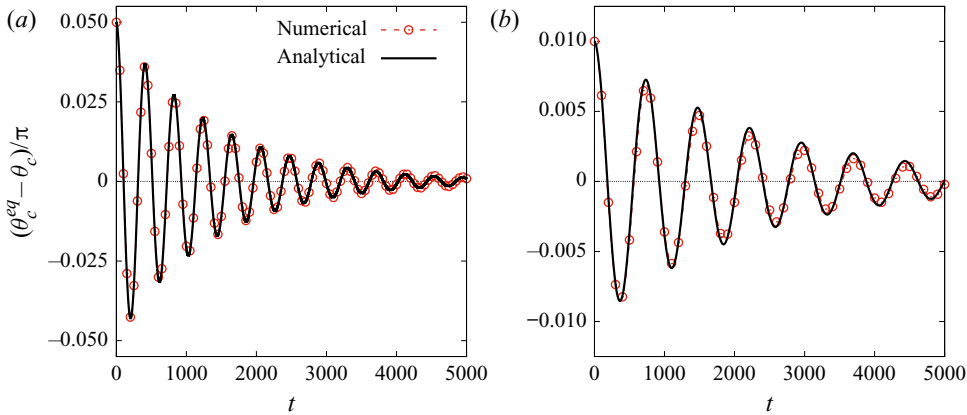 (a)
0.050
0.025
0
–0.025
–0.050
(θ_c^{eq} – θ_c)/π
Numerical
Analytical
0 1000 2000 3000 4000 5000
t
(b)
0.010
0.005
0
–0.005
–0.010
0 1000 2000 3000 4000 5000
t